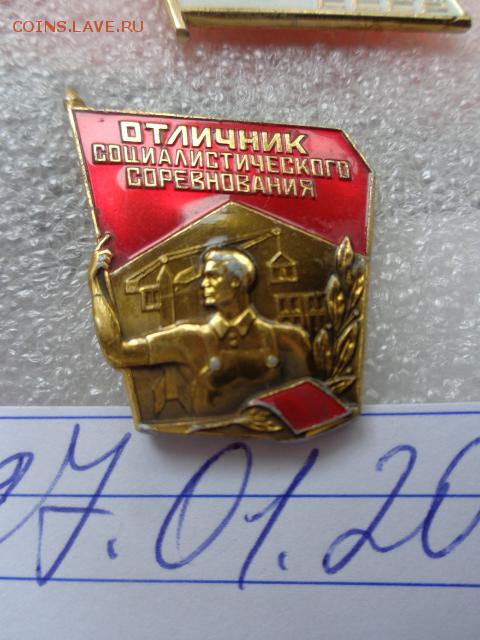 COINS.LAVE.RU
ОТЛИЧНИК
СОЦИАЛИСТИЧЕСКОГО
СОРЕВНОВАНИЯ
27.01.20